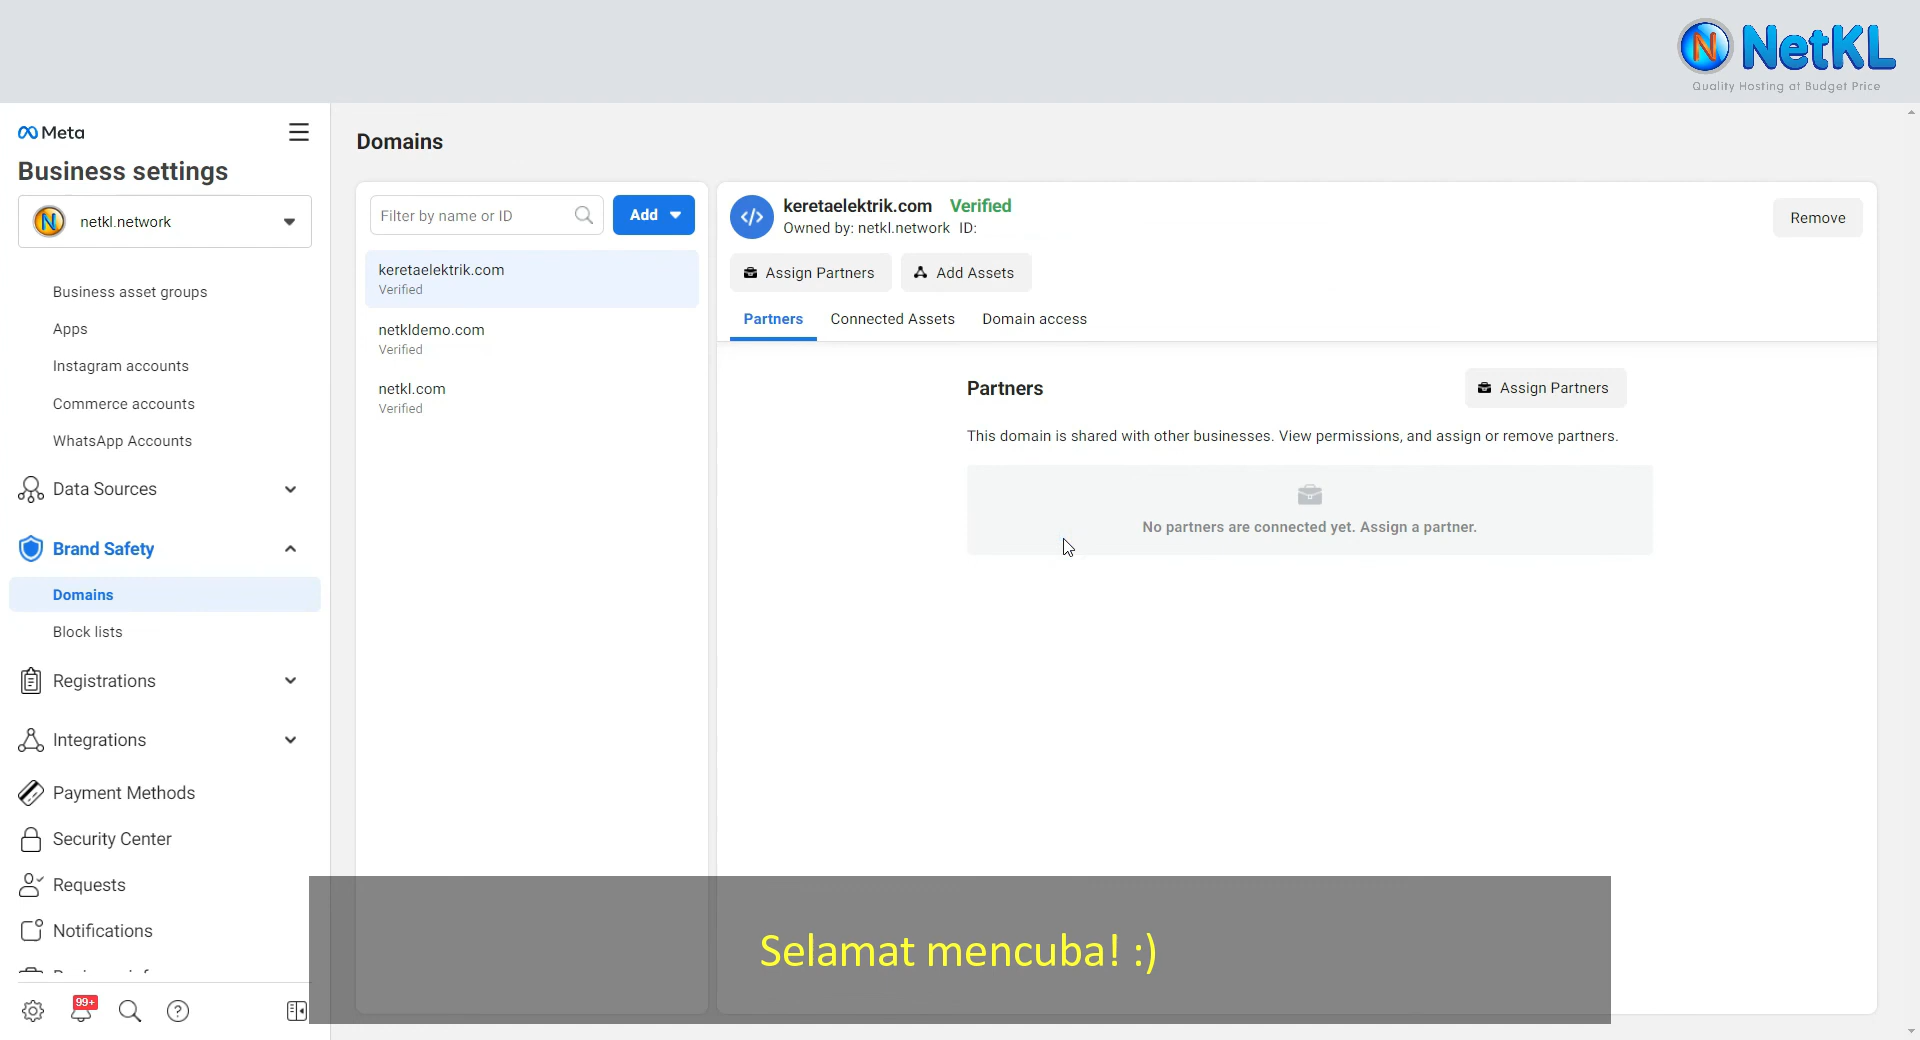 NetKL
Quality Hosting at Budget Price
Meta
Business settings
N netkl.network
Business asset groups
Apps
Instagram accounts
Commerce accounts
WhatsApp Accounts
Data Sources
Brand Safety
Domains
Block lists
Registrations
Integrations
Payment Methods
Security Center
Requests
Notifications
99+
Domains
Filter by name or ID
Add
keretaelektrik.com
Verified
netkldemo.com
Verified
netkl.com
Verified
keretaelektrik.com Verified
Owned by: netkl.network ID:
Remove
Assign Partners
Add Assets
Partners
Connected Assets
Domain access
Partners
Assign Partners
This domain is shared with other businesses. View permissions, and assign or remove partners.
No partners are connected yet. Assign a partner.
Selamat mencuba! :)